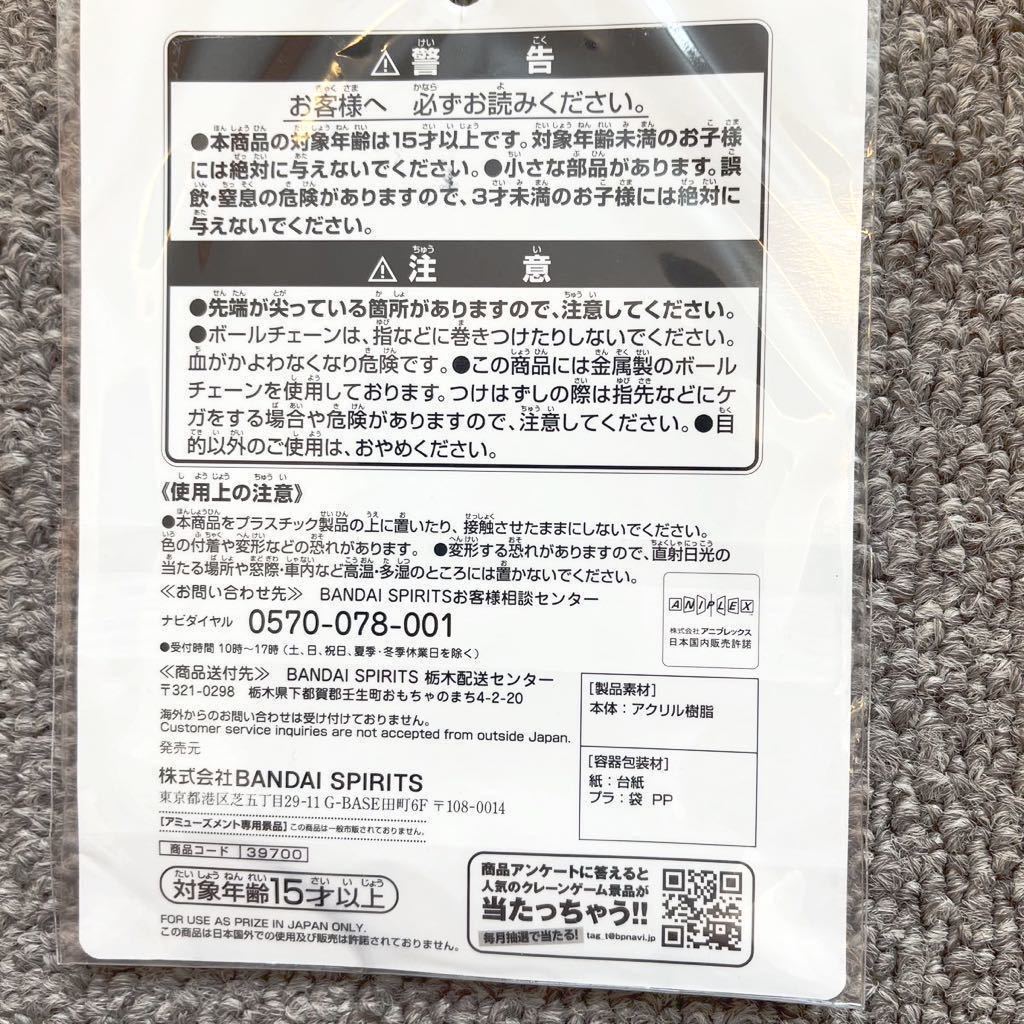 ⚠警告
お客様へ 必ずお読みください。
●本商品の対象年齢は15才以上です。対象年齢未満のお子様
には絶対に与えないでください。●小さな部品があります。誤
飲・窒息の危険がありますので、3才未満のお子様には絶対に
与えないでください。
⚠注意
●先端が尖っている箇所がありますので、注意してください。
●ボールチェーンは、指などに巻きつけたりしないでください。
血がかよわなくなり危険です。●この商品には金属製のボール
チェーンを使用しております。つけはずしの際は指先などにケ
ガをする場合や危険がありますので、注意してください。●目
的以外のご使用は、おやめください。
《使用上の注意》
●本商品をプラスチック製品の上に置いたり、接触させたままにしないでください。
色の付着や変形などの恐れがあります。 ●変形する恐れがありますので、直射日光の
当たる場所や窓際・車内など高温・多湿のところには置かないでください。
≪お問い合わせ先≫ BANDAI SPIRITSお客様相談センター
ナビダイヤル 0570-078-001
●受付時間 10時〜17時(土、日、祝日、夏季・冬季休業日を除く)
ANIPLEX
株式会社アニプレックス
日本国内販売許諾
≪商品送付先≫ BANDAI SPIRITS 栃木配送センター
〒321-0298 栃木県下都賀郡壬生町おもちゃのまち4-2-20
海外からのお問い合わせは受け付けておりません。
Customer service inquiries are not accepted from outside Japan.
発売元
株式会社BANDAI SPIRITS
東京都港区芝五丁目29-11 G-BASE田町6F 〒108-0014
[アミューズメント専用景品] この商品は一般市販されておりません。
[製品素材]
本体:アクリル樹脂
[容器包装材]
紙:台紙
プラ:袋 PP
商品コード 39700
対象年齢15才以上
FOR USE AS PRIZE IN JAPAN ONLY.
この商品は日本国外での使用及び販売は許諾されておりません。
商品アンケートに答えると
人気のクレーンゲーム景品が
当たっちゃう!!
毎月抽選で当たる! tag_t@bpnavi.jp